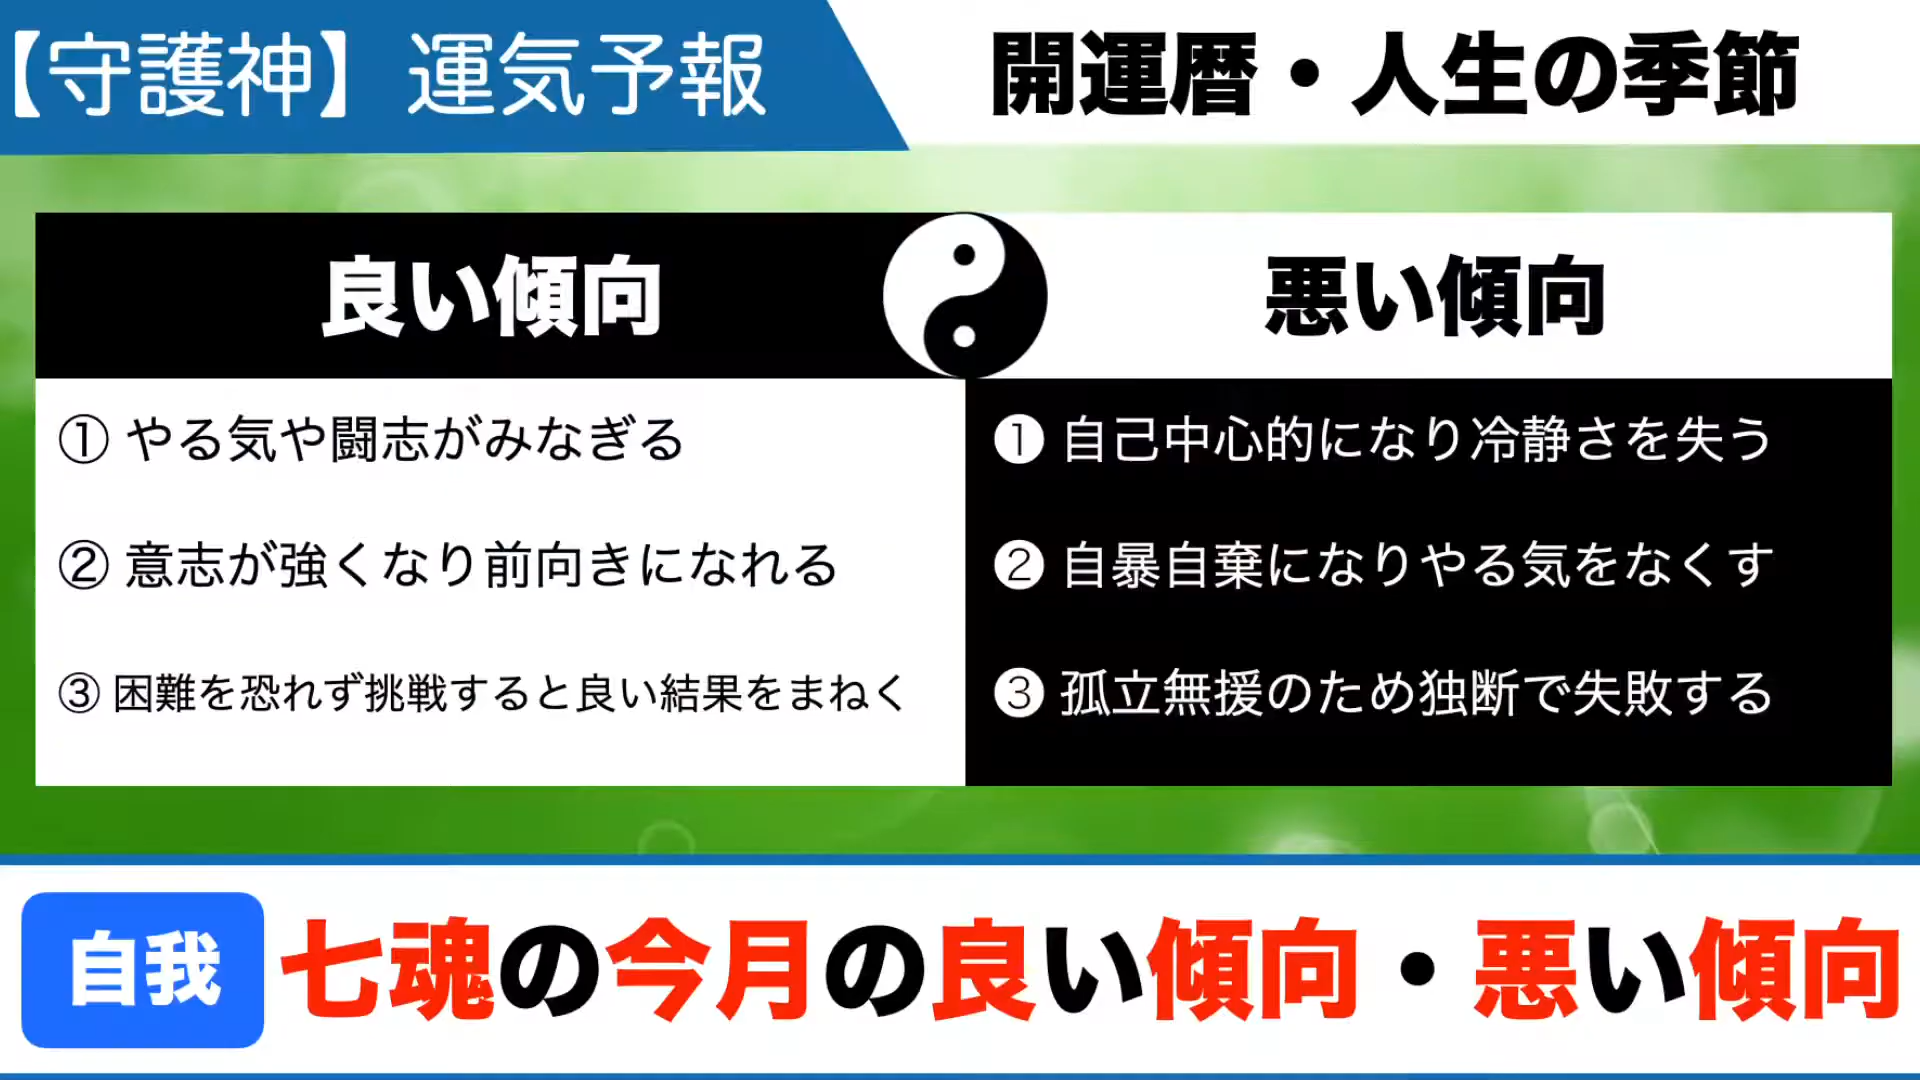 【守護神】運気予報
開運暦・人生の季節
良い傾向
悪い傾向
① やる気や闘志がみなぎる
② 意志が強くなり前向きになれる
③ 困難を恐れず挑戦すると良い結果をまねく
❶ 自己中心的になり冷静さを失う
❷ 自暴自棄になりやる気をなくす
❸ 孤立無援のため独断で失敗する
自我
七魂の今月の良い傾向・悪い傾向